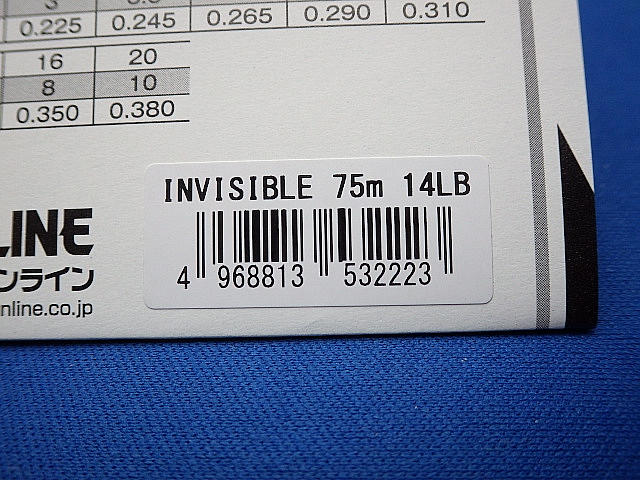 0.225 0.245 0.265 0.290 0.310
16 20
8 10
0.350 0.380
INVISIBLE 75m 14LB
4 968813 532223
LINE
ンライン
nline.co.jp